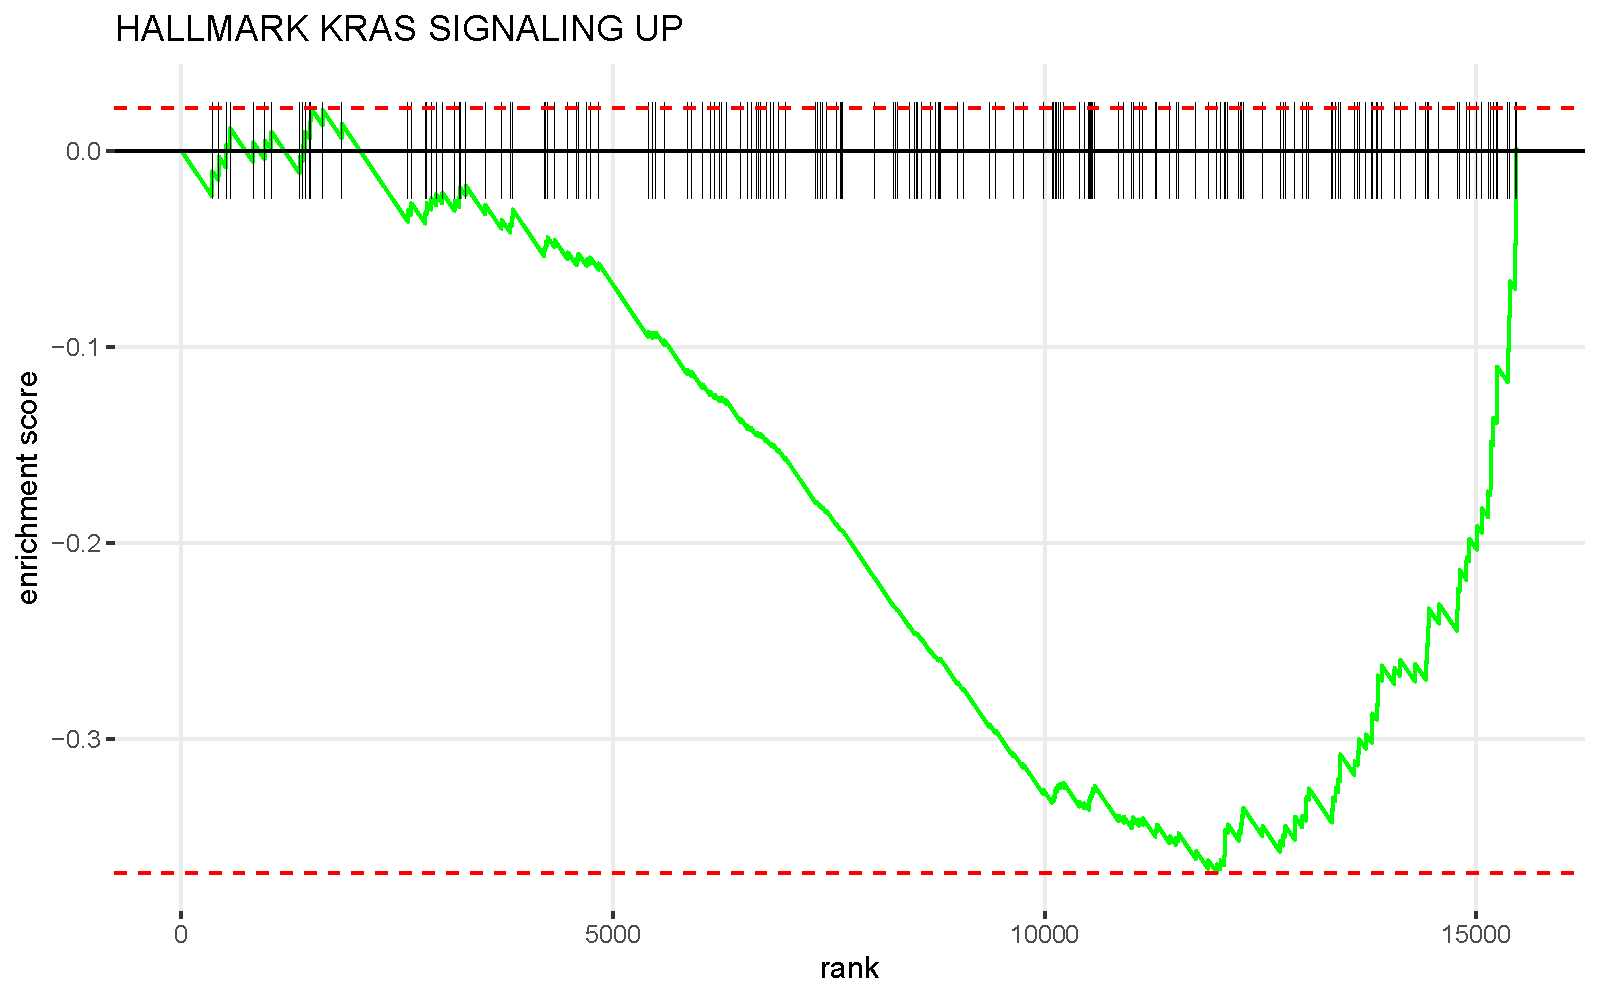 HALLMARK KRAS SIGNALING UP
0.0
−0.1
−0.2
−0.3
enrichment score
0 5000 10000 15000
rank